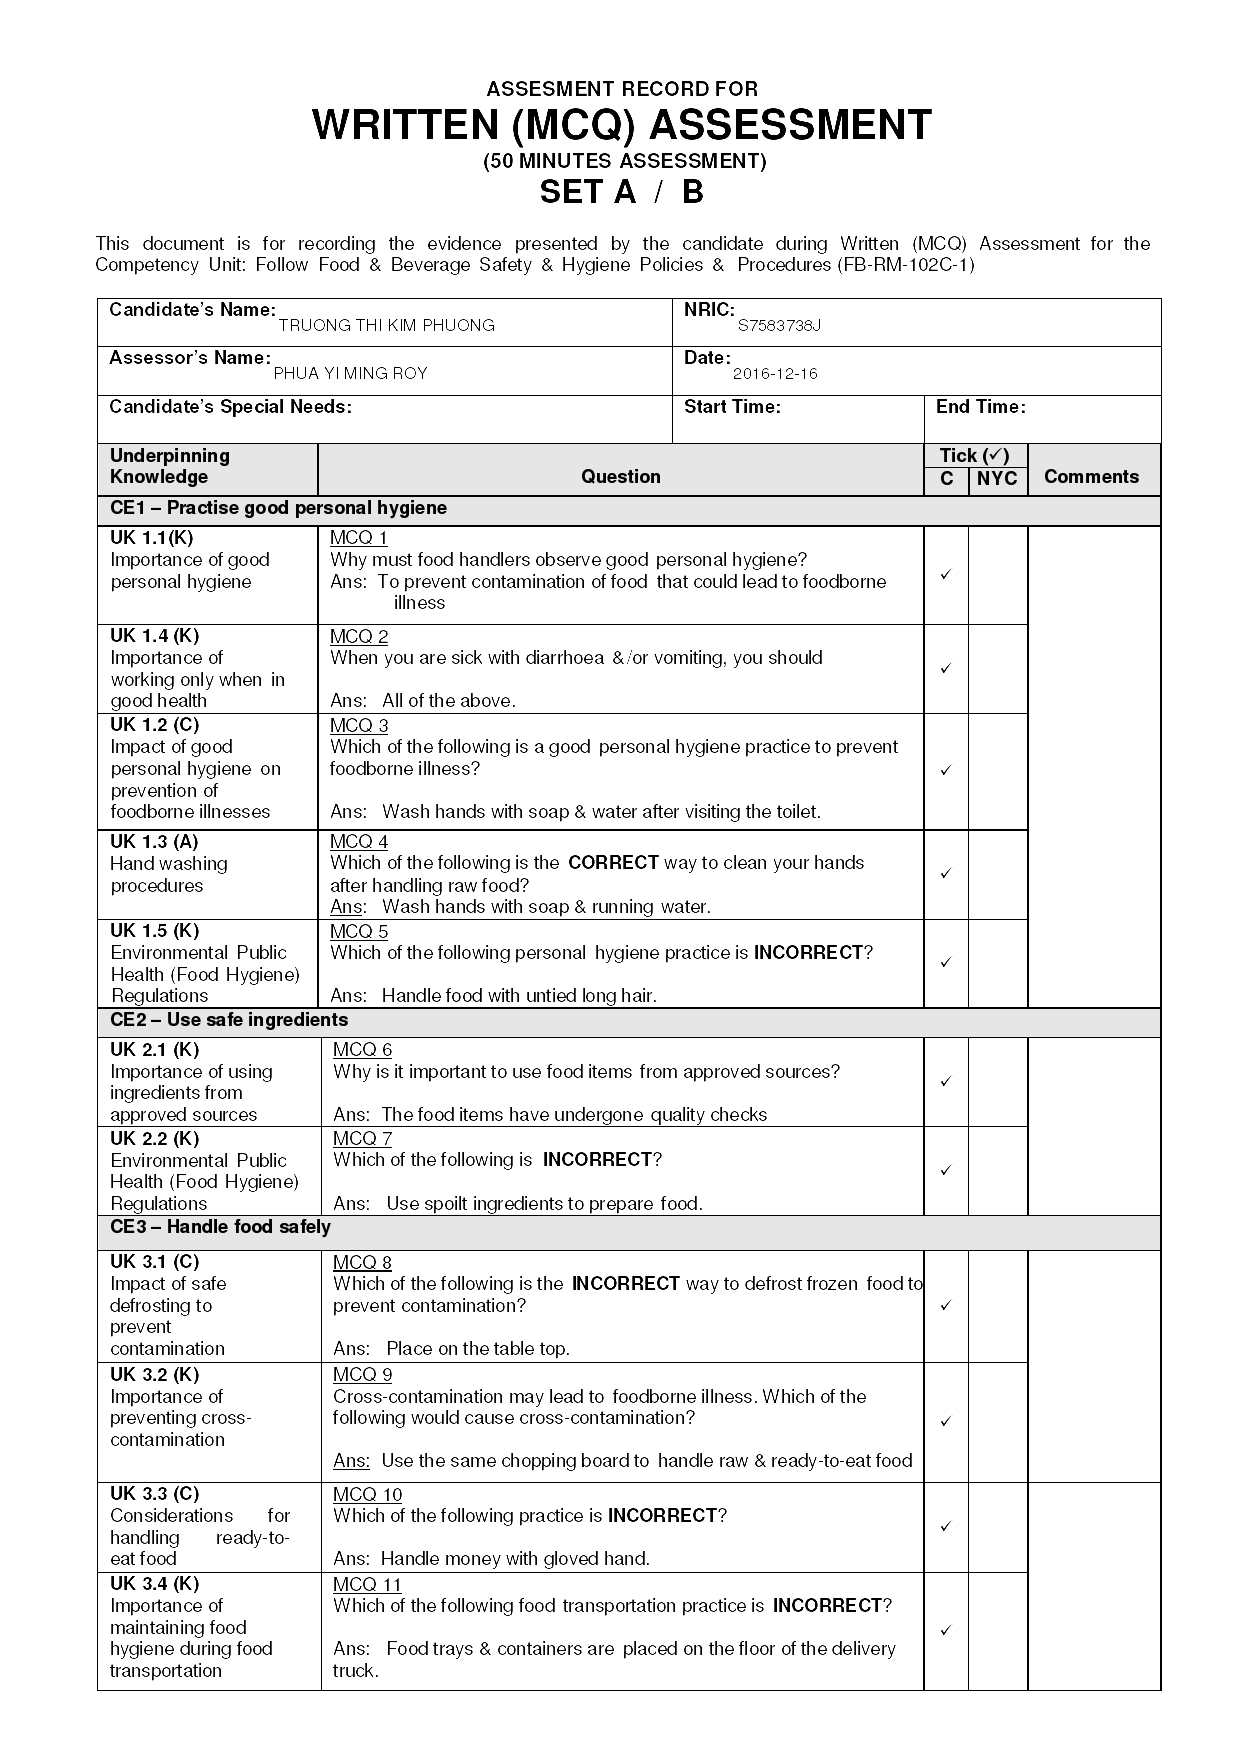 ASSESMENT RECORD FOR
WRITTEN (MCQ) ASSESSMENT
(50 MINUTES ASSESSMENT)
SET A / B
This document is for recording the evidence presented by the candidate during Written (MCQ) Assessment for the
Competency Unit: Follow Food & Beverage Safety & Hygiene Policies & Procedures (FB-RM-102C-1)
Candidate's Name: TRUONG THI KIM PHUONG
NRIC: S7583738J
Assessor's Name: PHUA YI MING ROY
Date: 2016-12-16
Candidate's Special Needs:
Start Time:
End Time:
Underpinning
Knowledge
Question
Tick (✓)
C
NYC
Comments
CE1 – Practise good personal hygiene
UK 1.1(K)
Importance of good
personal hygiene
MCQ 1
Why must food handlers observe good personal hygiene?
Ans: To prevent contamination of food that could lead to foodborne
illness
✓
UK 1.4 (K)
Importance of
working only when in
good health
MCQ 2
When you are sick with diarrhoea &/or vomiting, you should
Ans: All of the above.
✓
UK 1.2 (C)
Impact of good
personal hygiene on
prevention of
foodborne illnesses
MCQ 3
Which of the following is a good personal hygiene practice to prevent
foodborne illness?
Ans: Wash hands with soap & water after visiting the toilet.
✓
UK 1.3 (A)
Hand washing
procedures
MCQ 4
Which of the following is the CORRECT way to clean your hands
after handling raw food?
Ans: Wash hands with soap & running water.
✓
UK 1.5 (K)
Environmental Public
Health (Food Hygiene)
Regulations
MCQ 5
Which of the following personal hygiene practice is INCORRECT?
Ans: Handle food with untied long hair.
✓
CE2 – Use safe ingredients
UK 2.1 (K)
Importance of using
ingredients from
approved sources
MCQ 6
Why is it important to use food items from approved sources?
Ans: The food items have undergone quality checks
✓
UK 2.2 (K)
Environmental Public
Health (Food Hygiene)
Regulations
MCQ 7
Which of the following is INCORRECT?
Ans: Use spoilt ingredients to prepare food.
✓
CE3 – Handle food safely
UK 3.1 (C)
Impact of safe
defrosting to
prevent
contamination
MCQ 8
Which of the following is the INCORRECT way to defrost frozen food to
prevent contamination?
Ans: Place on the table top.
✓
UK 3.2 (K)
Importance of
preventing cross-
contamination
MCQ 9
Cross-contamination may lead to foodborne illness. Which of the
following would cause cross-contamination?
Ans: Use the same chopping board to handle raw & ready-to-eat food
✓
UK 3.3 (C)
Considerations for
handling ready-to-
eat food
MCQ 10
Which of the following practice is INCORRECT?
Ans: Handle money with gloved hand.
✓
UK 3.4 (K)
Importance of
maintaining food
hygiene during food
transportation
MCQ 11
Which of the following food transportation practice is INCORRECT?
Ans: Food trays & containers are placed on the floor of the delivery
truck.
✓